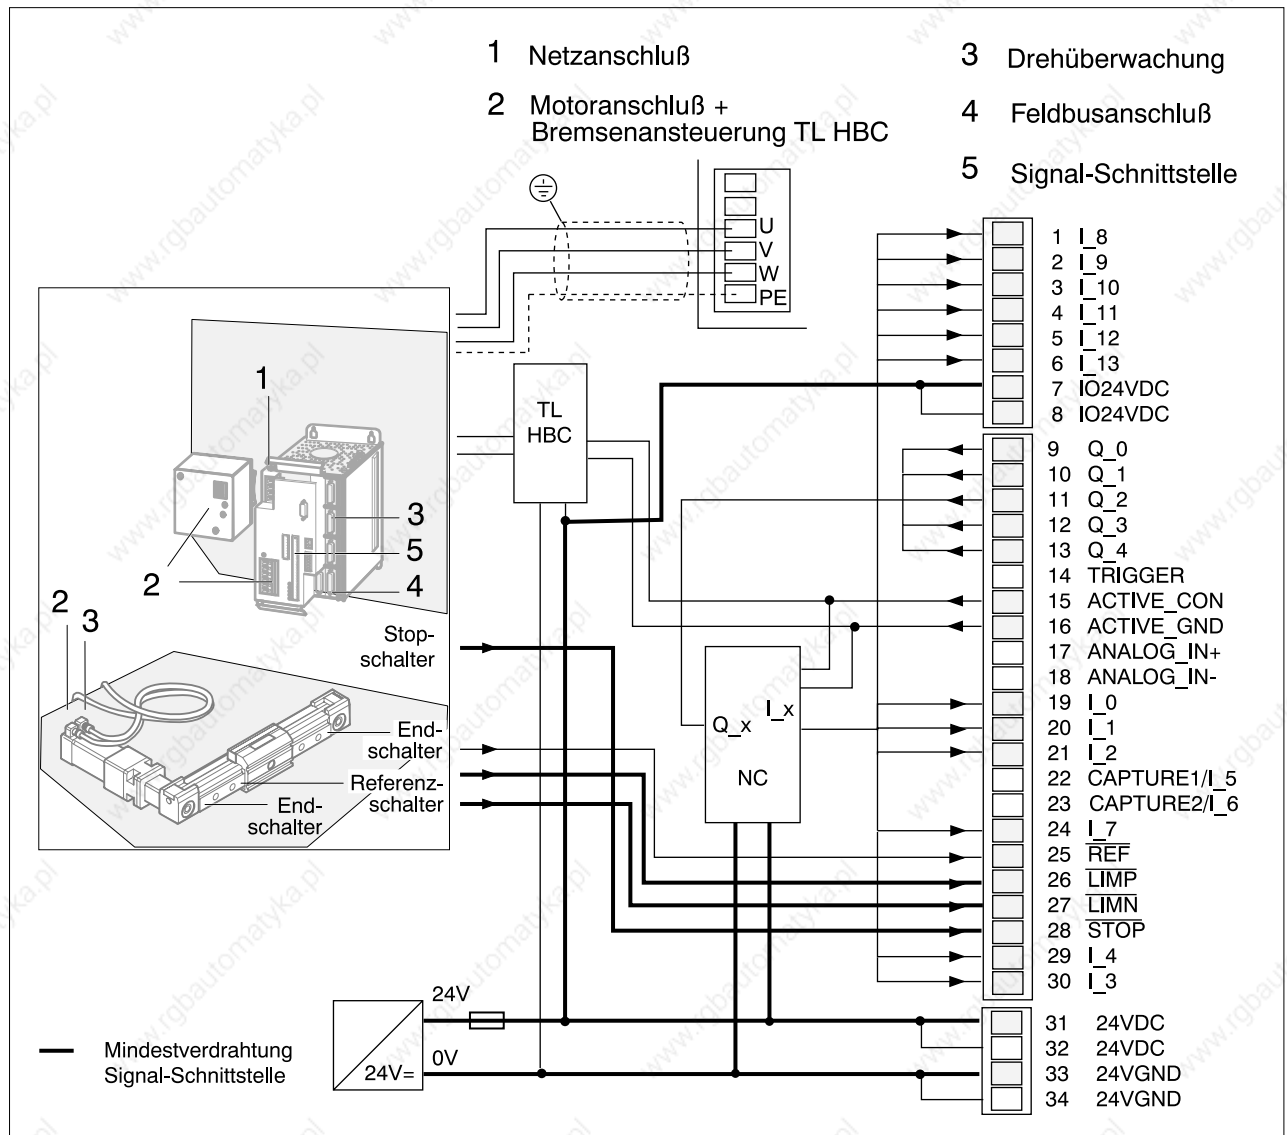 1 Netzanschluß
2 Motoranschluß +
Bremsenansteuerung TL HBC
3 Drehüberwachung
4 Feldbusanschluß
5 Signal-Schnittstelle
U
V
W
PE
TL
HBC
1
2
3
5
4
2
3
Stop-
schalter
End-
schalter
Referenz-
schalter
End-
schalter
Q_x
I_x
NC
1 I_8
2 I_9
3 I_10
4 I_11
5 I_12
6 I_13
7 IO24VDC
8 IO24VDC
9 Q_0
10 Q_1
11 Q_2
12 Q_3
13 Q_4
14 TRIGGER
15 ACTIVE_CON
16 ACTIVE_GND
17 ANALOG_IN+
18 ANALOG_IN-
19 I_0
20 I_1
21 I_2
22 CAPTURE1/I_5
23 CAPTURE2/I_6
24 I_7
25 REF
26 LIMP
27 LIMN
28 STOP
29 I_4
30 I_3
31 24VDC
32 24VDC
33 24VGND
34 24VGND
24V
0V
24V=
Mindestverdrahtung
Signal-Schnittstelle
www.rgbautomatyka.pl